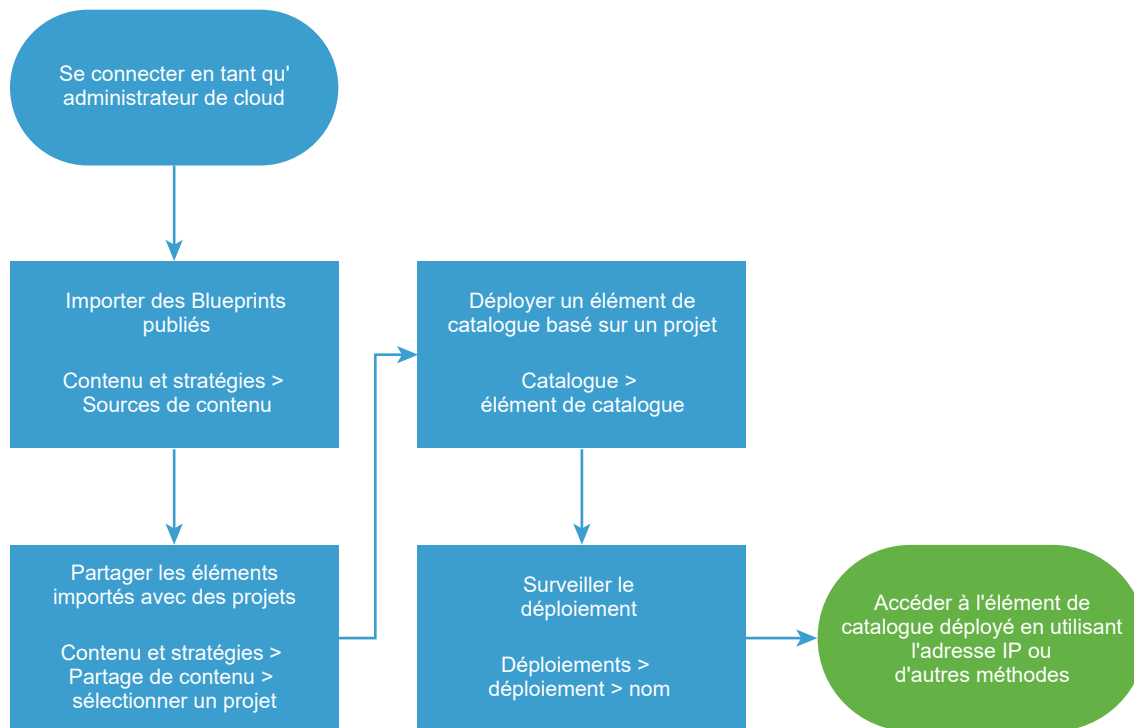 Se connecter en tant qu'
administrateur de cloud
Importer des Blueprints
publiés
Contenu et stratégies >
Sources de contenu
Partager les éléments
importés avec des projets
Contenu et stratégies >
Partage de contenu >
sélectionner un projet
Déployer un élément de
catalogue basé sur un projet
Catalogue >
élément de catalogue
Surveiller le
déploiement
Déploiements >
déploiement > nom
Accéder à l'élément de
catalogue déployé en utilisant
l'adresse IP ou
d'autres méthodes